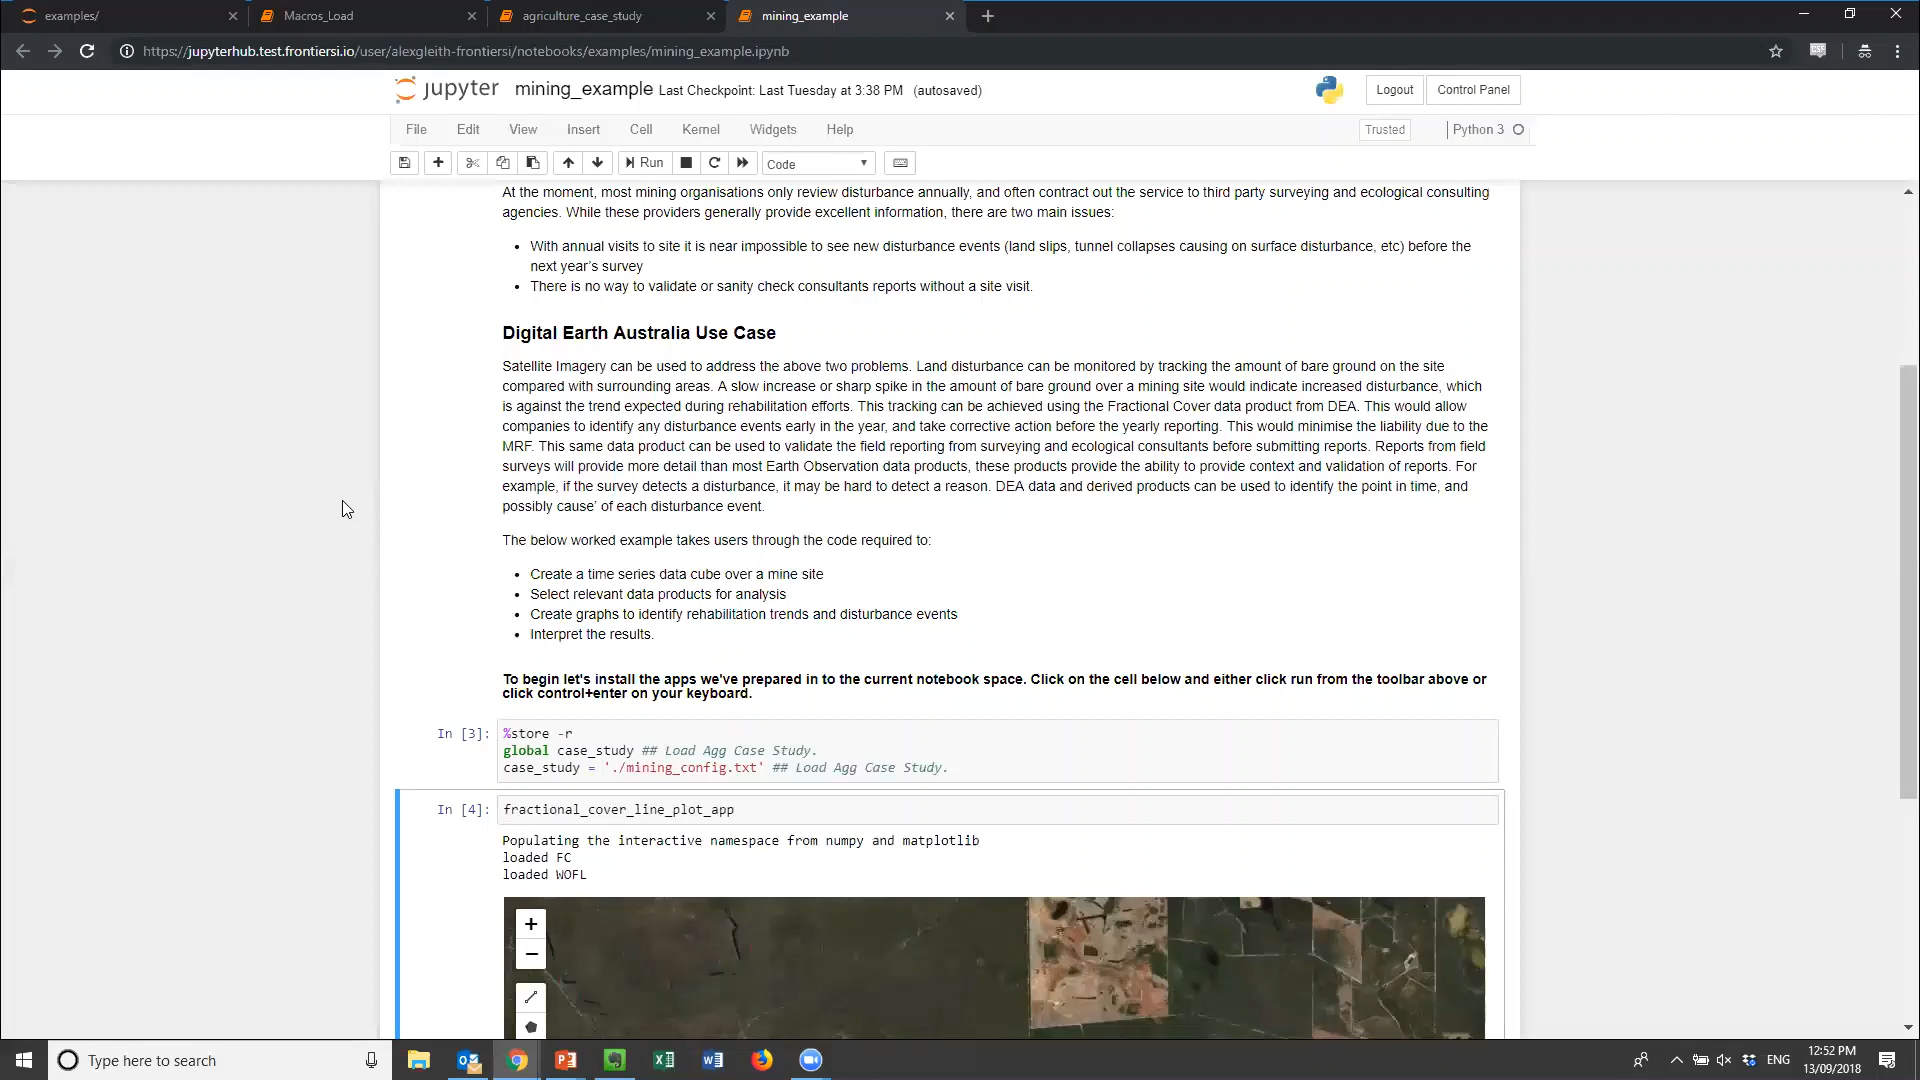 examples/
Macros_Load
agriculture_case_study
mining_example
https://jupyterhub.test.frontiersi.io/user/alexgleith-frontiersi/notebooks/examples/mining_example.ipynb
jupyter mining_example Last Checkpoint: Last Tuesday at 3:38 PM (autosaved)
Logout
Control Panel
File Edit View Insert Cell Kernel Widgets Help
Trusted
Python 3
Run
Code
At the moment, most mining organisations only review disturbance annually, and often contract out the service to third party surveying and ecological consulting
agencies. While these providers generally provide excellent information, there are two main issues:
• With annual visits to site it is near impossible to see new disturbance events (land slips, tunnel collapses causing on surface disturbance, etc) before the
next year's survey
• There is no way to validate or sanity check consultants reports without a site visit.
Digital Earth Australia Use Case
Satellite Imagery can be used to address the above two problems. Land disturbance can be monitored by tracking the amount of bare ground on the site
compared with surrounding areas. A slow increase or sharp spike in the amount of bare ground over a mining site would indicate increased disturbance, which
is against the trend expected during rehabilitation efforts. This tracking can be achieved using the Fractional Cover data product from DEA. This would allow
companies to identify any disturbance events early in the year, and take corrective action before the yearly reporting. This would minimise the liability due to the
MRF. This same data product can be used to validate the field reporting from surveying and ecological consultants before submitting reports. Reports from field
surveys will provide more detail than most Earth Observation data products, these products provide the ability to provide context and validation of reports. For
example, if the survey detects a disturbance, it may be hard to detect a reason. DEA data and derived products can be used to identify the point in time, and
possibly cause' of each disturbance event.
The below worked example takes users through the code required to:
• Create a time series data cube over a mine site
• Select relevant data products for analysis
• Create graphs to identify rehabilitation trends and disturbance events
• Interpret the results.
To begin let's install the apps we've prepared in to the current notebook space. Click on the cell below and either click run from the toolbar above or
click control+enter on your keyboard.
In [3]: %store -r
global case_study ## Load Agg Case Study.
case_study = './mining_config.txt' ## Load Agg Case Study.
In [4]: fractional_cover_line_plot_app
Populating the interactive namespace from numpy and matplotlib
loaded FC
loaded WOFL
+
−
Type here to search
ENG
12:52 PM
13/09/2018